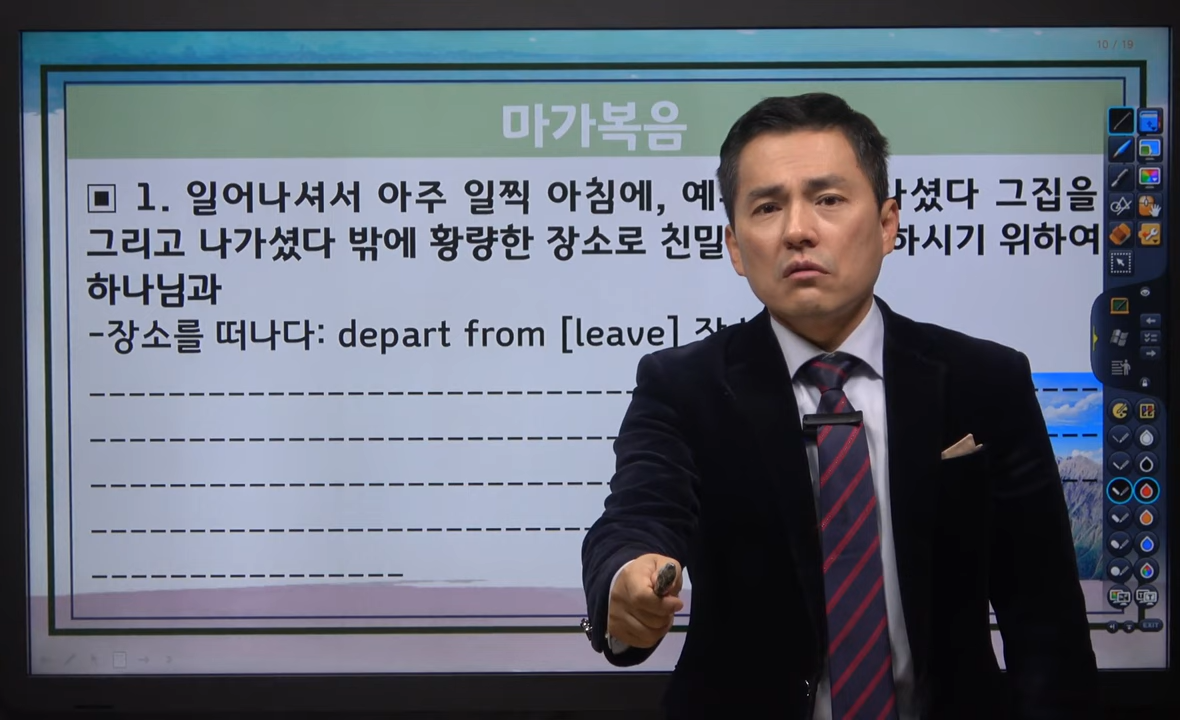 10 / 19
마가복음
▣ 1. 일어나셔서 아주 일찍 아침에, 예 나셨다 그집을
그리고 나가셨다 밖에 황량한 장소로 친밀 하시기 위하여
하나님과
-장소를 떠나다: depart from [leave]
EXIT